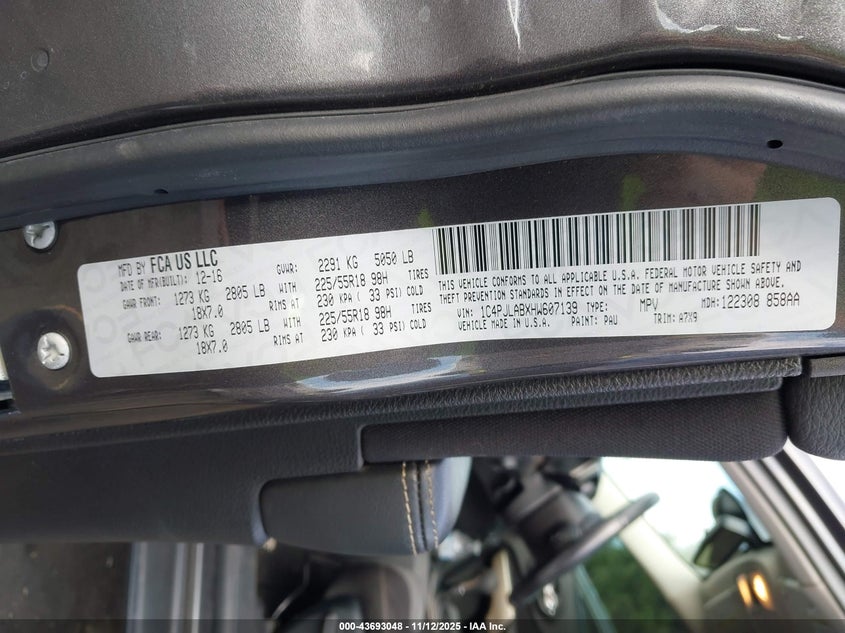 MFD BY FCA US LLC
DATE OF MFR(BUILT): 12-16 GVWR: 2291 KG 5050 LB
GAWR FRONT: 1273 KG 2805 LB WITH 225/55R18 98H TIRES
18X7.0 RIMS AT 230 KPA ( 33 PSI) COLD
GAWR REAR: 1273 KG 2805 LB WITH 225/55R18 98H TIRES
18X7.0 RIMS AT 230 KPA ( 33 PSI) COLD
THIS VEHICLE CONFORMS TO ALL APPLICABLE U.S.A. FEDERAL MOTOR VEHICLE SAFETY AND
THEFT PREVENTION STANDARDS IN EFFECT ON THE DATE OF MANUFACTURE SHOWN ABOVE.
VIN: 1C4PJLABXHW607139 TYPE: MPV MDH: 122308 858AA
VEHICLE MADE IN U.S.A. PAINT: PAU TRIM: A7X9
000-43693048 - 11/12/2025 - IAA, Inc.